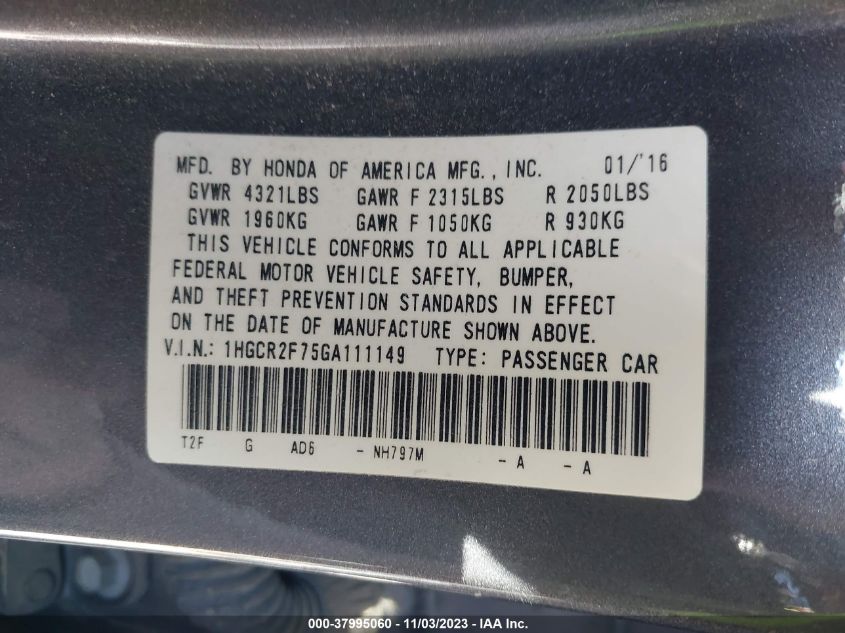 MFD. BY HONDA OF AMERICA MFG., INC. 01/'16
GVWR 4321LBS GAWR F 2315LBS R 2050LBS
GVWR 1960KG GAWR F 1050KG R 930KG
THIS VEHICLE CONFORMS TO ALL APPLICABLE
FEDERAL MOTOR VEHICLE SAFETY, BUMPER,
AND THEFT PREVENTION STANDARDS IN EFFECT
ON THE DATE OF MANUFACTURE SHOWN ABOVE.
V.I.N.: 1HGCR2F75GA111149 TYPE: PASSENGER CAR
T2F G AD6 - NH797M - A - A
000-37995060 - 11/03/2023 - IAAI.com